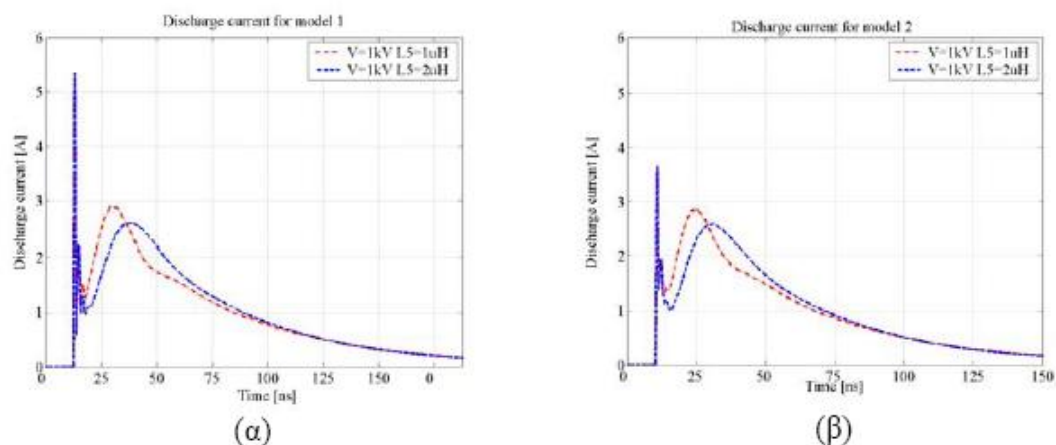 Discharge current for model 1
6
5
4
3
2
1
0
Discharge current [A]
V=1kV L5=1uH
V=1kV L5=2uH
0 25 50 100 125 150 0
Time [ns]
(α)
Discharge current for model 2
6
5
4
3
2
1
0
Discharge current [A]
V=1kV L5=1uH
V=1kV L5=2uH
0 25 50 75 100 150
Time [ns]
(β)